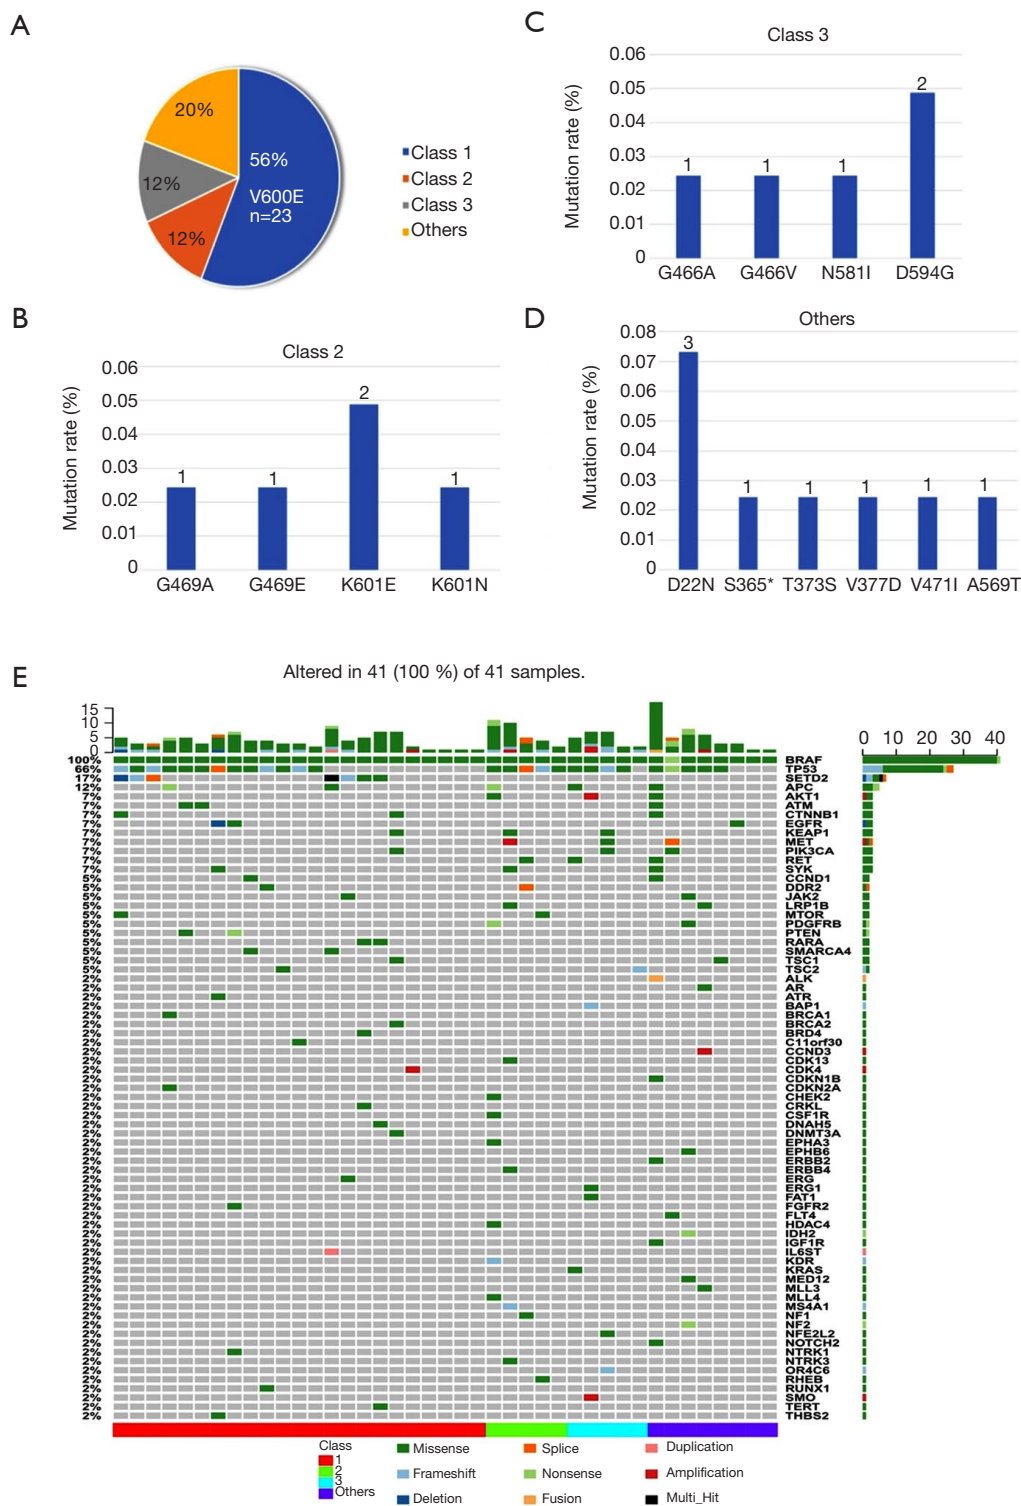 A
20%
56%
12%
V600E
n=23
12%
Class 1
Class 2
Class 3
Others
C
Class 3
Mutation rate (%)
0.06
0.05
0.04
0.03
0.02
0.01
0
1
1
1
2
G466A
G466V
N581I
D594G
B
Class 2
Mutation rate (%)
0.06
0.05
0.04
0.03
0.02
0.01
0
1
1
2
1
G469A
G469E
K601E
K601N
D
Others
Mutation rate (%)
0.08
0.07
0.06
0.05
0.04
0.03
0.02
0.01
0
3
1
1
1
1
1
D22N
S365*
T373S
V377D
V471I
A569T
E
Altered in 41 (100 %) of 41 samples.
15
10
5
0
0 10 20 30 40
100% BRAF
66% TP53
17% SETD2
12% APC
7% AKT1
7% ATM
7% CTNNB1
7% EGFR
7% KEAP1
7% MET
7% PIK3CA
7% RET
7% SYK
5% CCND1
5% DDR2
5% JAK2
5% LRP1B
5% MTOR
5% PDGFRB
5% PTEN
5% RARA
5% SMARCA4
5% TSC1
5% TSC2
2% ALK
2% AR
2% ATR
2% BAP1
2% BRCA1
2% BRCA2
2% BRD4
2% C11orf30
2% CCND3
2% CDK13
2% CDK4
2% CDKN1B
2% CDKN2A
2% CHEK2
2% CRKL
2% CSF1R
2% DNAH5
2% DNMT3A
2% EPHA3
2% EPHB6
2% ERBB2
2% ERBB4
2% ERG
2% ERG1
2% FAT1
2% FGFR2
2% FLT4
2% HDAC4
2% IDH2
2% IGF1R
2% IL6ST
2% KDR
2% KRAS
2% MED12
2% MLL3
2% MLL4
2% MS4A1
2% NF1
2% NF2
2% NFE2L2
2% NOTCH2
2% NTRK1
2% NTRK3
2% OR4C6
2% RHEB
2% RUNX1
2% SMO
2% TERT
2% THBS2
Class
1
2
3
Others
Missense
Frameshift
Deletion
Splice
Nonsense
Fusion
Duplication
Amplification
Multi_Hit